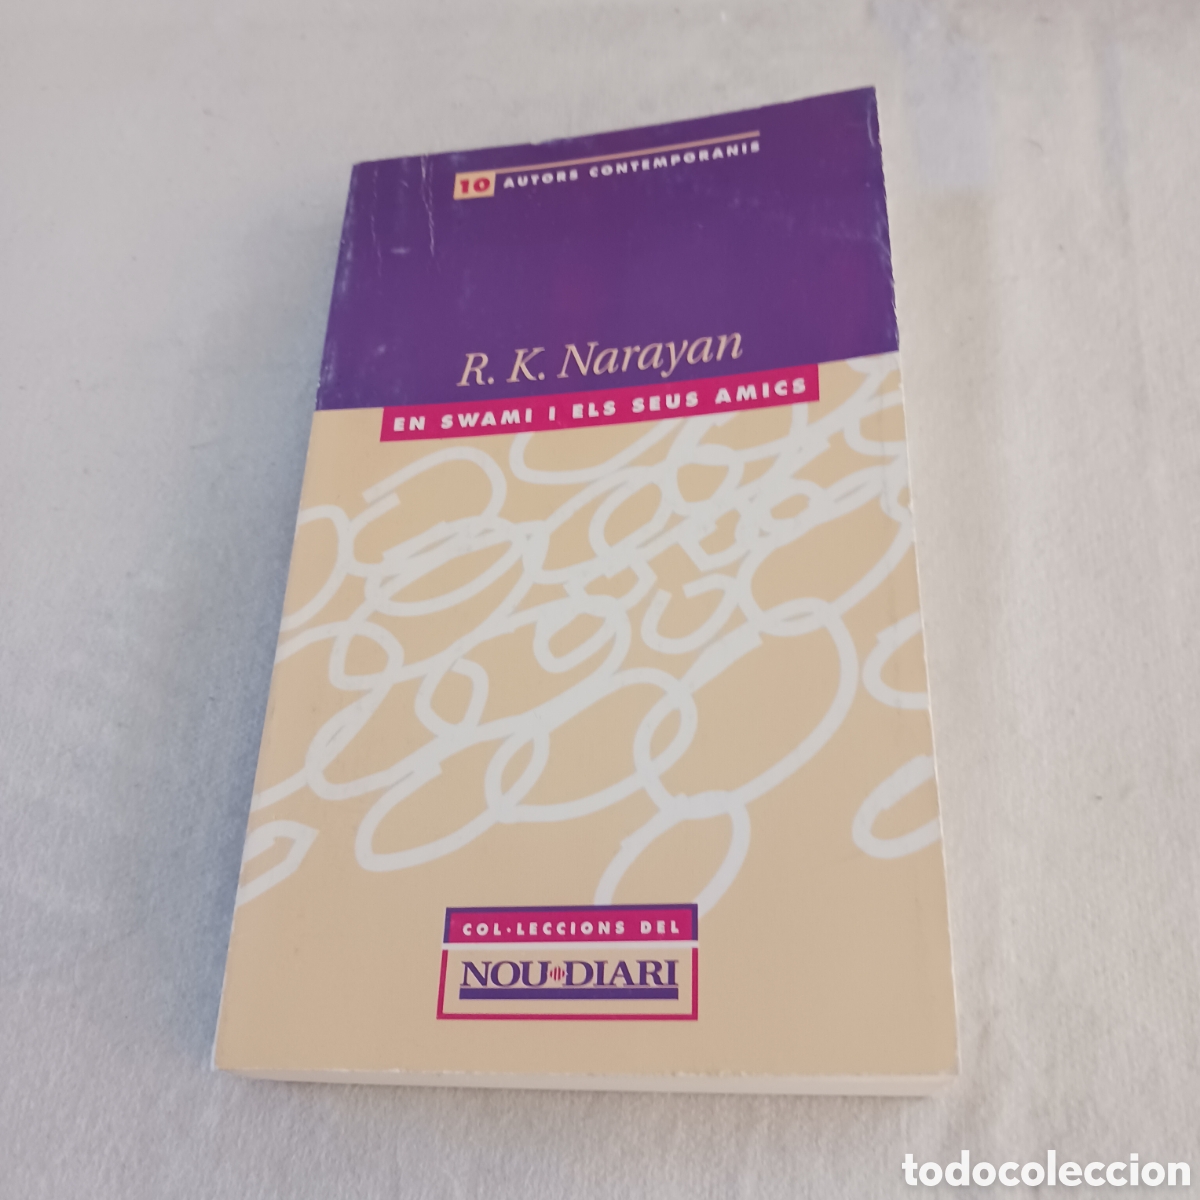 10 AUTORS CONTEMPORANIS
R. K. Narayan
EN SWAMI I ELS SEUS AMICS
COL·LECCIONS DEL
NOU DIARI
todocoleccion